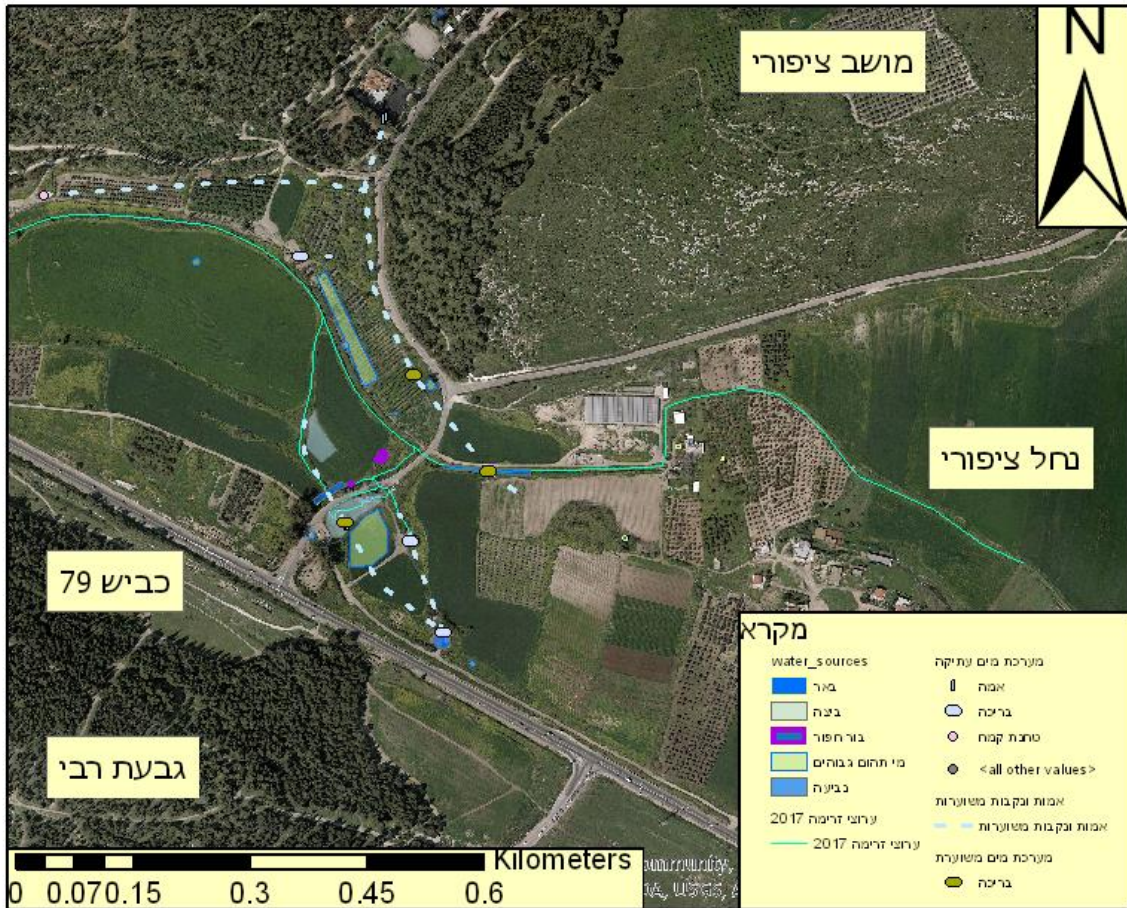 N
מושב ציפורי
נחל ציפורי
כביש 79
גבעת רבי
מקרא
water_sources
באר
ביצה
בור חפור
מי תהום גבוהים
נביעה
ערוצי זרימה 2017
ערוצי זרימה 2017
מערכת מים עתיקה
אמה
בריכה
טחנת קמח
<all other values>
אמות ונקבות משוערות
אמות ונקבות משוערות
מערכת מים משוערת
בריכה
Kilometers
0 0.07 0.15 0.3 0.45 0.6